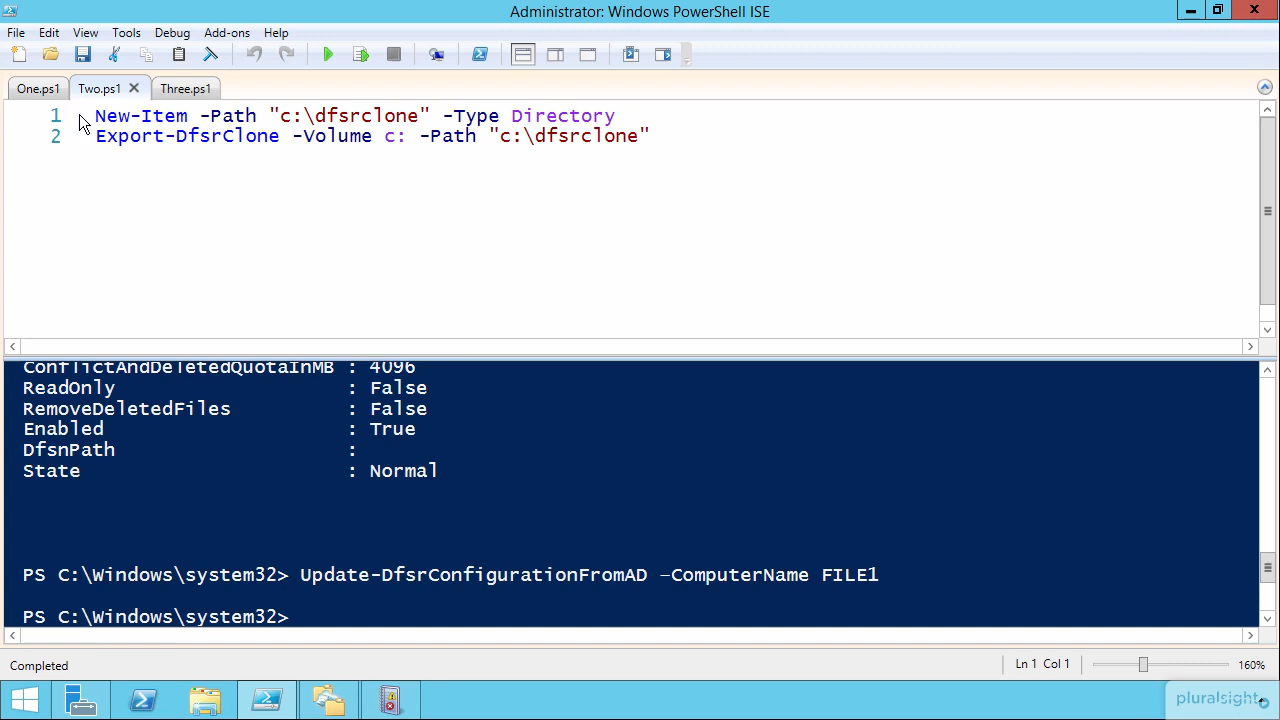 Administrator: Windows PowerShell ISE
File Edit View Tools Debug Add-ons Help
One.ps1 Two.ps1 Three.ps1
1 New-Item -Path "c:\dfsrclone" -Type Directory
2 Export-DfsrClone -Volume c: -Path "c:\dfsrclone"
ConflictAndDeletedQuotaInMB : 4096
ReadOnly : False
RemoveDeletedFiles : False
Enabled : True
DfsnPath :
State : Normal
PS C:\Windows\system32> Update-DfsrConfigurationFromAD –ComputerName FILE1
PS C:\Windows\system32>
Completed
Ln 1 Col 1
160%
pluralsight